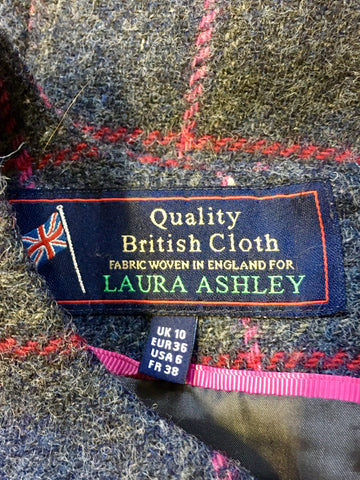 Quality
British Cloth
FABRIC WOVEN IN ENGLAND FOR
LAURA ASHLEY
UK 10
EUR 36
USA 6
FR 38